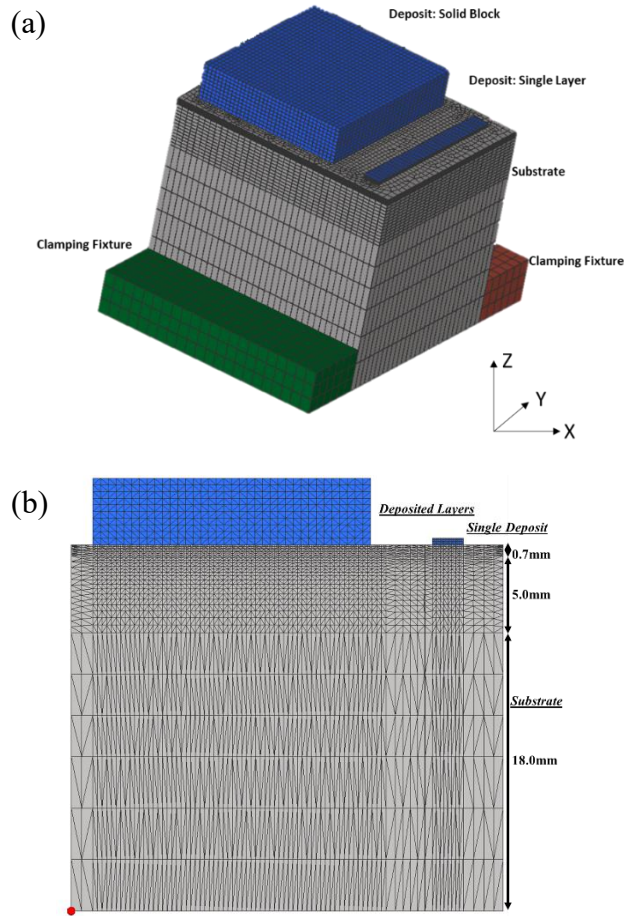 (a)
Deposit: Solid Block
Deposit: Single Layer
Substrate
Clamping Fixture
Clamping Fixture
Z
Y
X
(b)
Deposited Layers
Single Deposit
0.7mm
5.0mm
Substrate
18.0mm